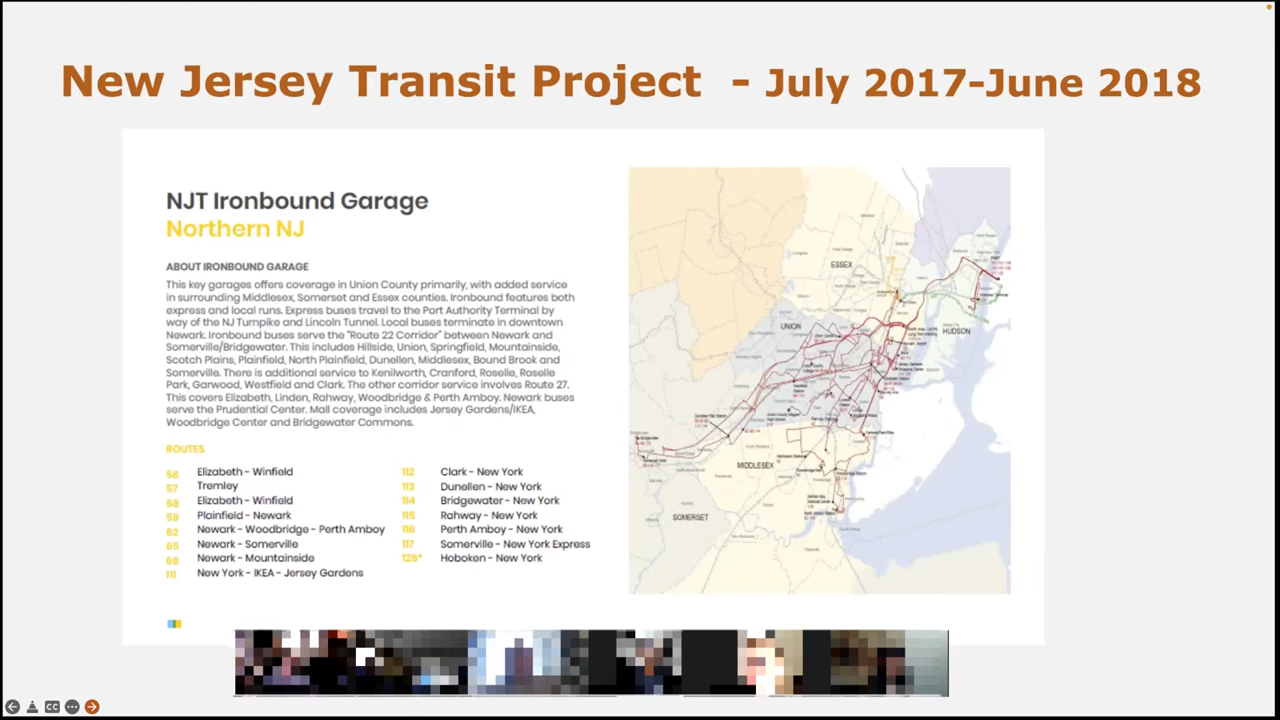 New Jersey Transit Project - July 2017-June 2018
NJT Ironbound Garage
Northern NJ
ABOUT IRONBOUND GARAGE
This key garages offers coverage in Union County primarily, with added service
in surrounding Middlesex, Somerset and Essex counties. Ironbound features both
express and local runs. Express buses travel to the Port Authority Terminal by
way of the NJ Turnpike and Lincoln Tunnel. Local buses terminate in downtown
Newark. Ironbound buses serve the "Route 22 Corridor" between Newark and
Somerville/Bridgewater. This includes Hillside, Union, Springfield, Mountainside,
Scotch Plains, Plainfield, North Plainfield, Dunellen, Middlesex, Bound Brook and
Somerville. There is additional service to Kenilworth, Cranford, Roselle, Roselle
Park, Garwood, Westfield and Clark. The other corridor service involves Route 27.
This covers Elizabeth, Linden, Rahway, Woodbridge & Perth Amboy. Newark buses
serve the Prudential Center. Mall coverage includes Jersey Gardens/IKEA,
Woodbridge Center and Bridgewater Commons.
ROUTES
56 Elizabeth - Winfield
57 Tremley
58 Elizabeth - Winfield
59 Plainfield - Newark
62 Newark - Woodbridge - Perth Amboy
65 Newark - Somerville
66 Newark - Mountainside
111 New York - IKEA - Jersey Gardens
112 Clark - New York
113 Dunellen - New York
114 Bridgewater - New York
115 Rahway - New York
116 Perth Amboy - New York
117 Somerville - New York Express
126* Hoboken - New York
ESSEX
UNION
HUDSON
MIDDLESEX
SOMERSET
CC